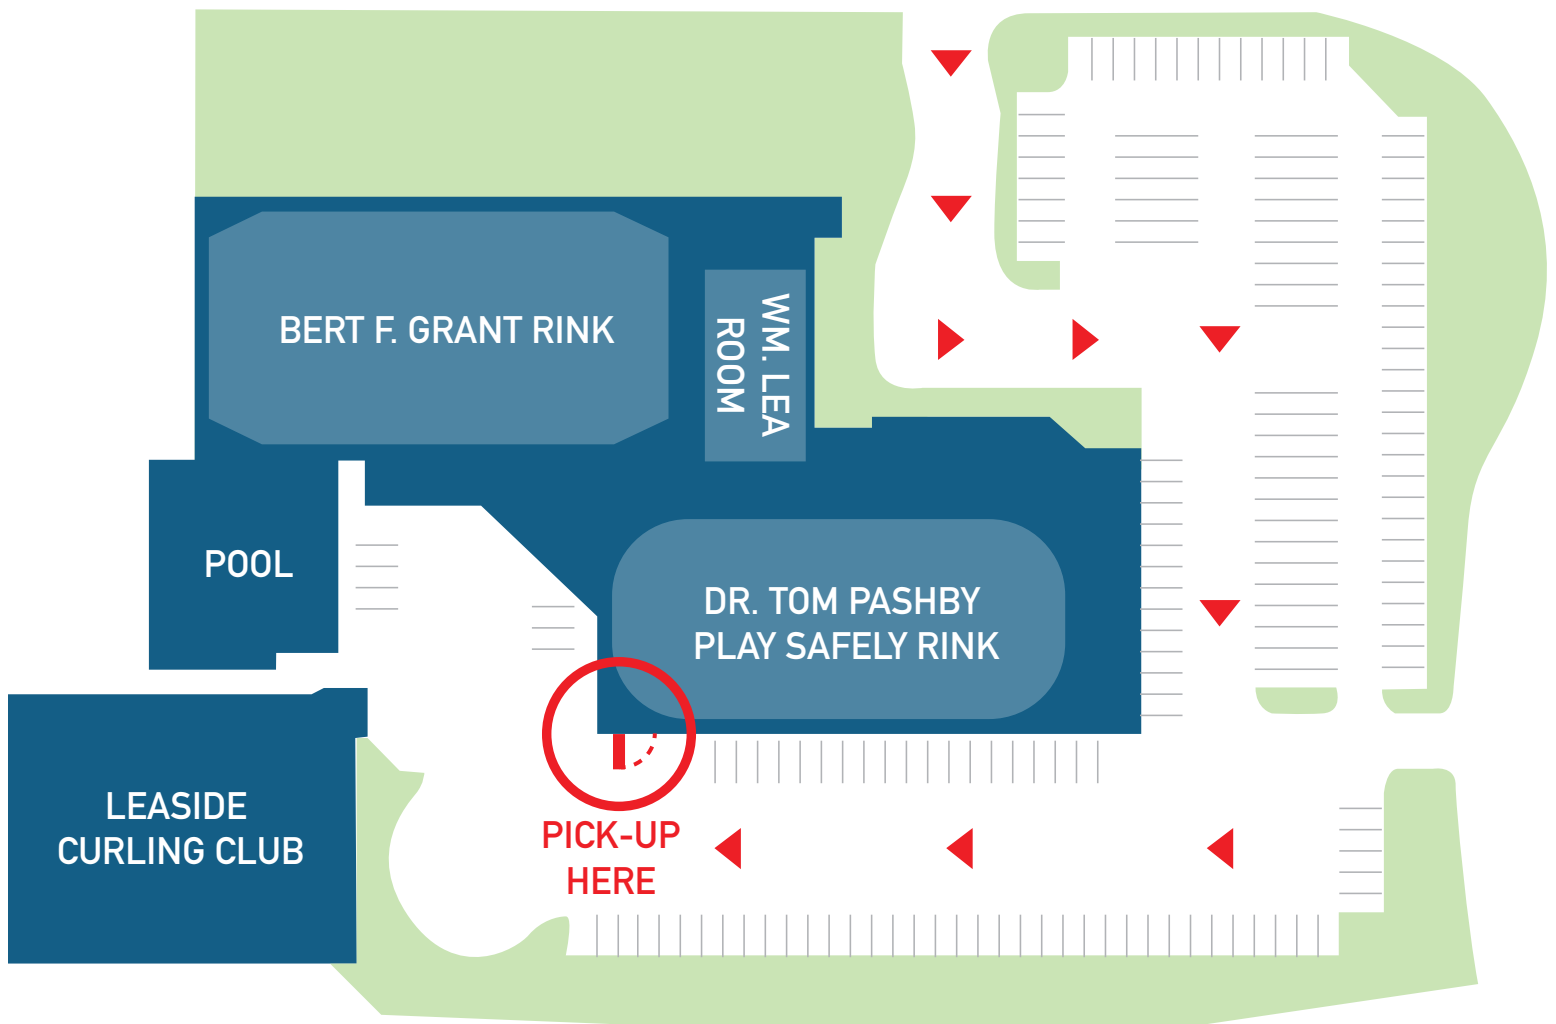 BERT F. GRANT RINK
WM. LEA
ROOM
POOL
DR. TOM PASHBY
PLAY SAFELY RINK
LEASIDE
CURLING CLUB
PICK-UP
HERE